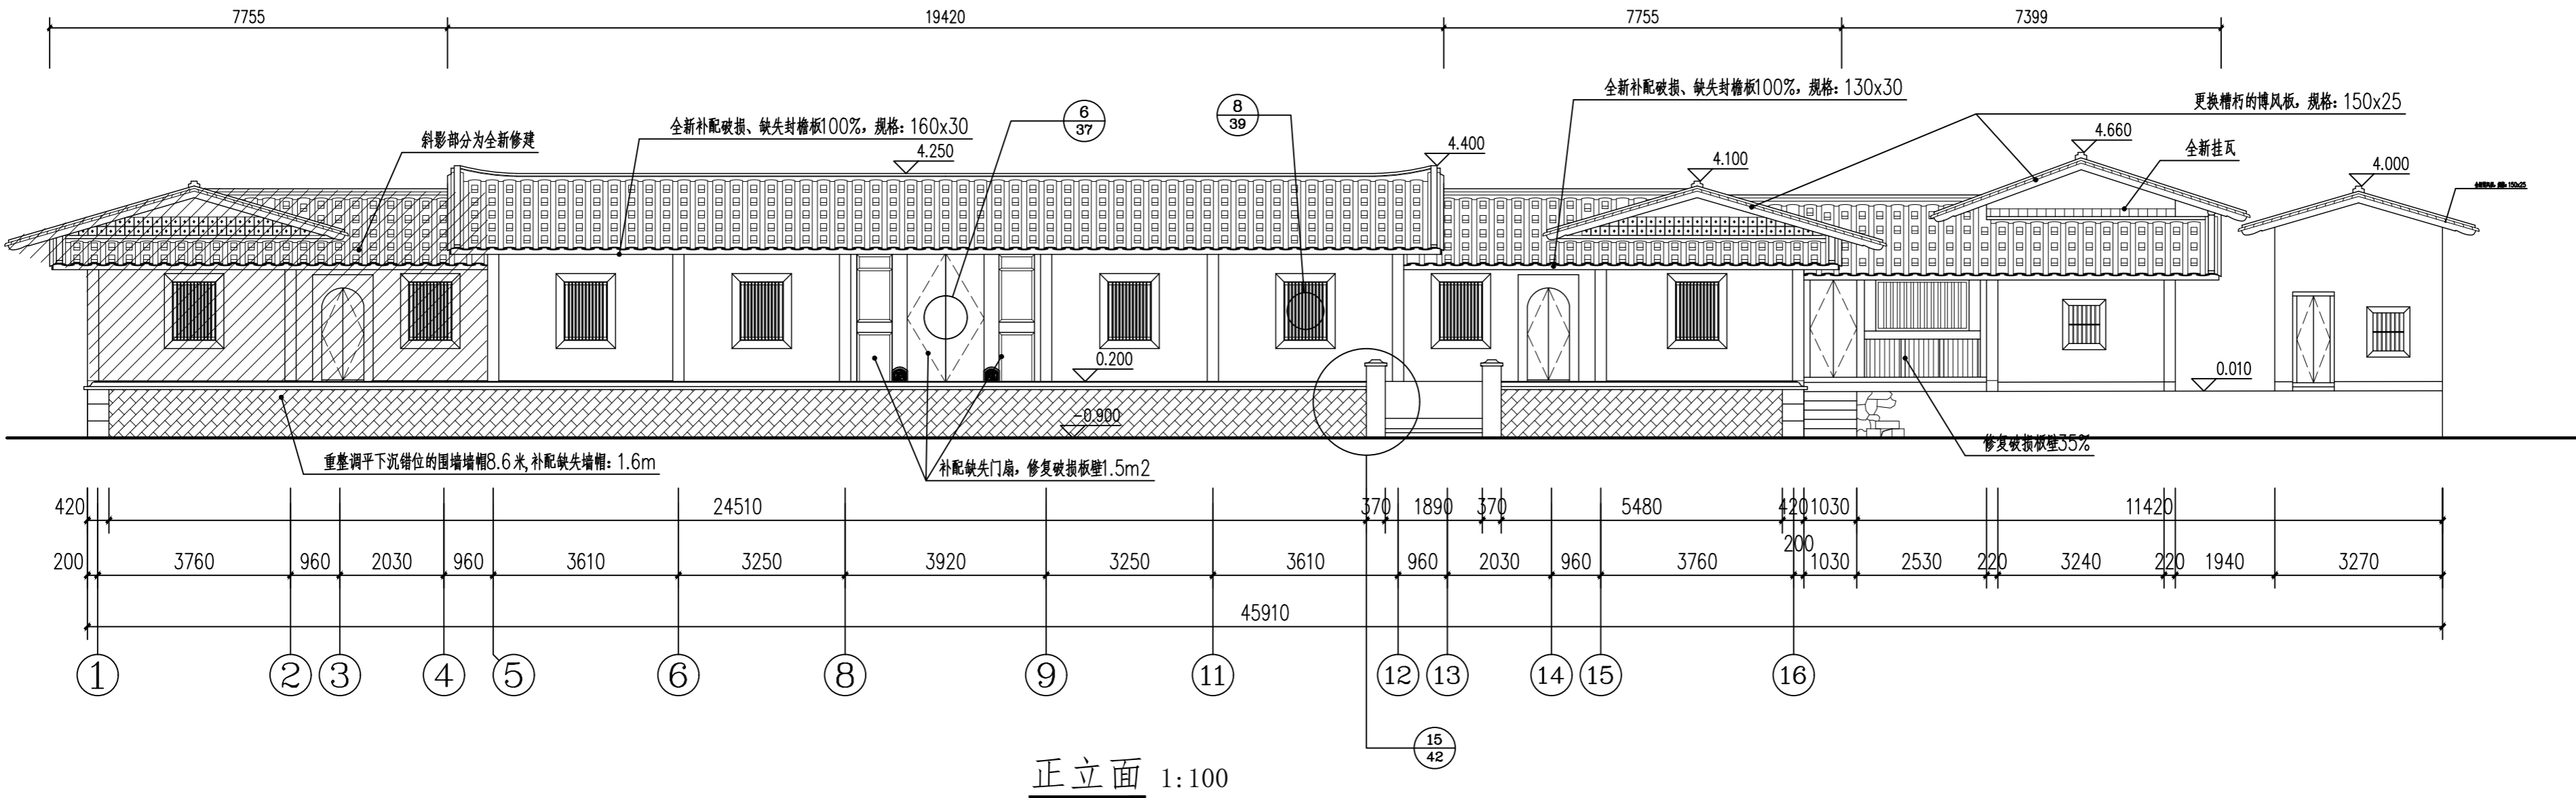 7755 19420 7755 7399
全新补配破损、缺失封檐板100%，规格：130x30
更换糟朽的博风板，规格：150x25
6
37
8
39
全新补配破损、缺失封檐板100%，规格：160x30
斜影部分为全新修建
4.250
4.400
4.100
4.660
全新挂瓦
4.000
0.200
0.010
-0.900
修复破损板壁35%
重整调平下沉错位的围墙墙帽8.6米,补配缺失墙帽：1.6m
补配缺失门扇，修复破损板壁1.5m2
420 24510 370 1890 370 5480 420 1030 11420
200 3760 960 2030 960 3610 3250 3920 3250 3610 960 2030 960 3760 200 1030 2530 220 3240 220 1940 3270
45910
1 2 3 4 5 6 8 9 11 12 13 14 15 16
15
42
正立面 1:100